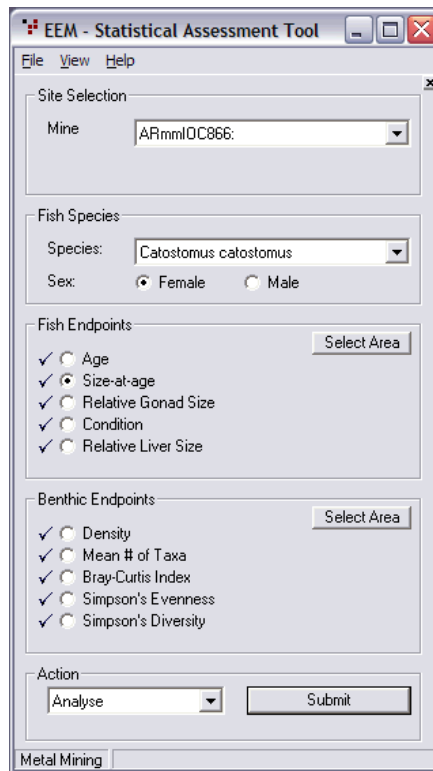 EEM - Statistical Assessment Tool
File View Help
Site Selection
Mine ARmmIOC866:
Fish Species
Species: Catostomus catostomus
Sex: Female Male
Fish Endpoints
Select Area
Age
Size-at-age
Relative Gonad Size
Condition
Relative Liver Size
Benthic Endpoints
Select Area
Density
Mean # of Taxa
Bray-Curtis Index
Simpson's Evenness
Simpson's Diversity
Action
Analyse Submit
Metal Mining